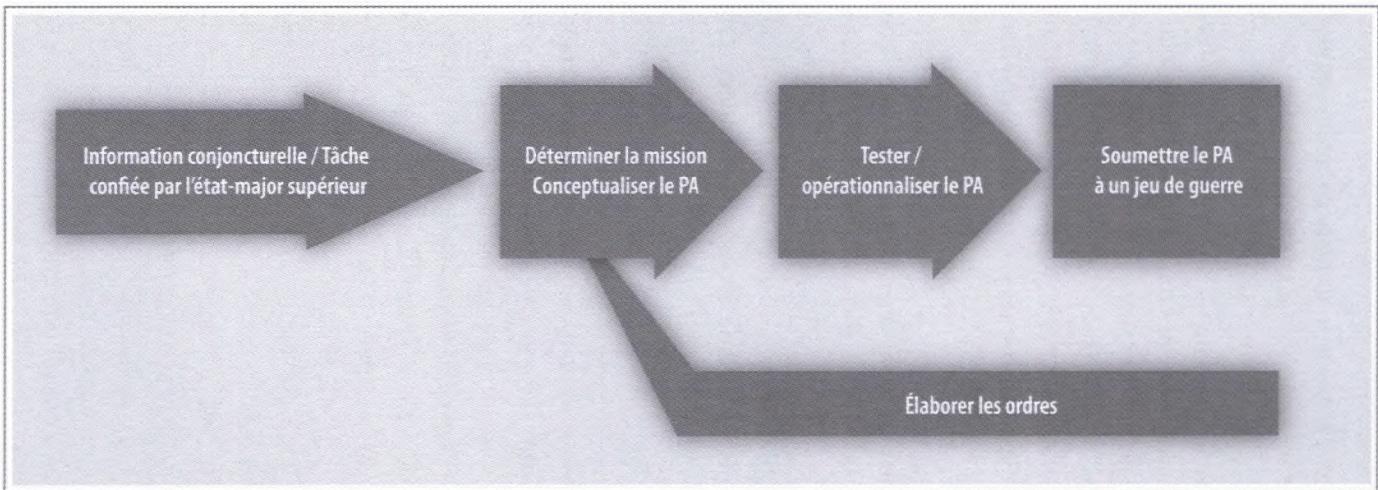 Information conjoncturelle / Tâche
confiée par l'état-major supérieur
Déterminer la mission
Conceptualiser le PA
Tester /
opérationnaliser le PA
Soumettre le PA
à un jeu de guerre
Élaborer les ordres